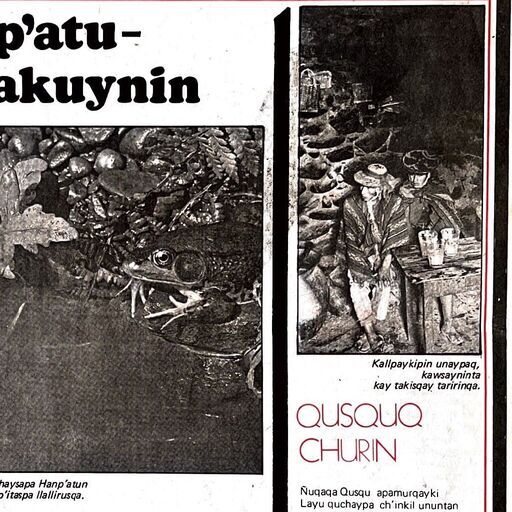 p'atu-
akuynin
haysapa Hanp'atun
p'itaspa llallirusqa.
Kallpaykipin unaypaq,
kawsayninta
kay takisqay taririnqa.
QUSQUQ
CHURIN
Ñuqaqa Qusqu apamurqayki
Layu quchaypa ch'inkil ununtan